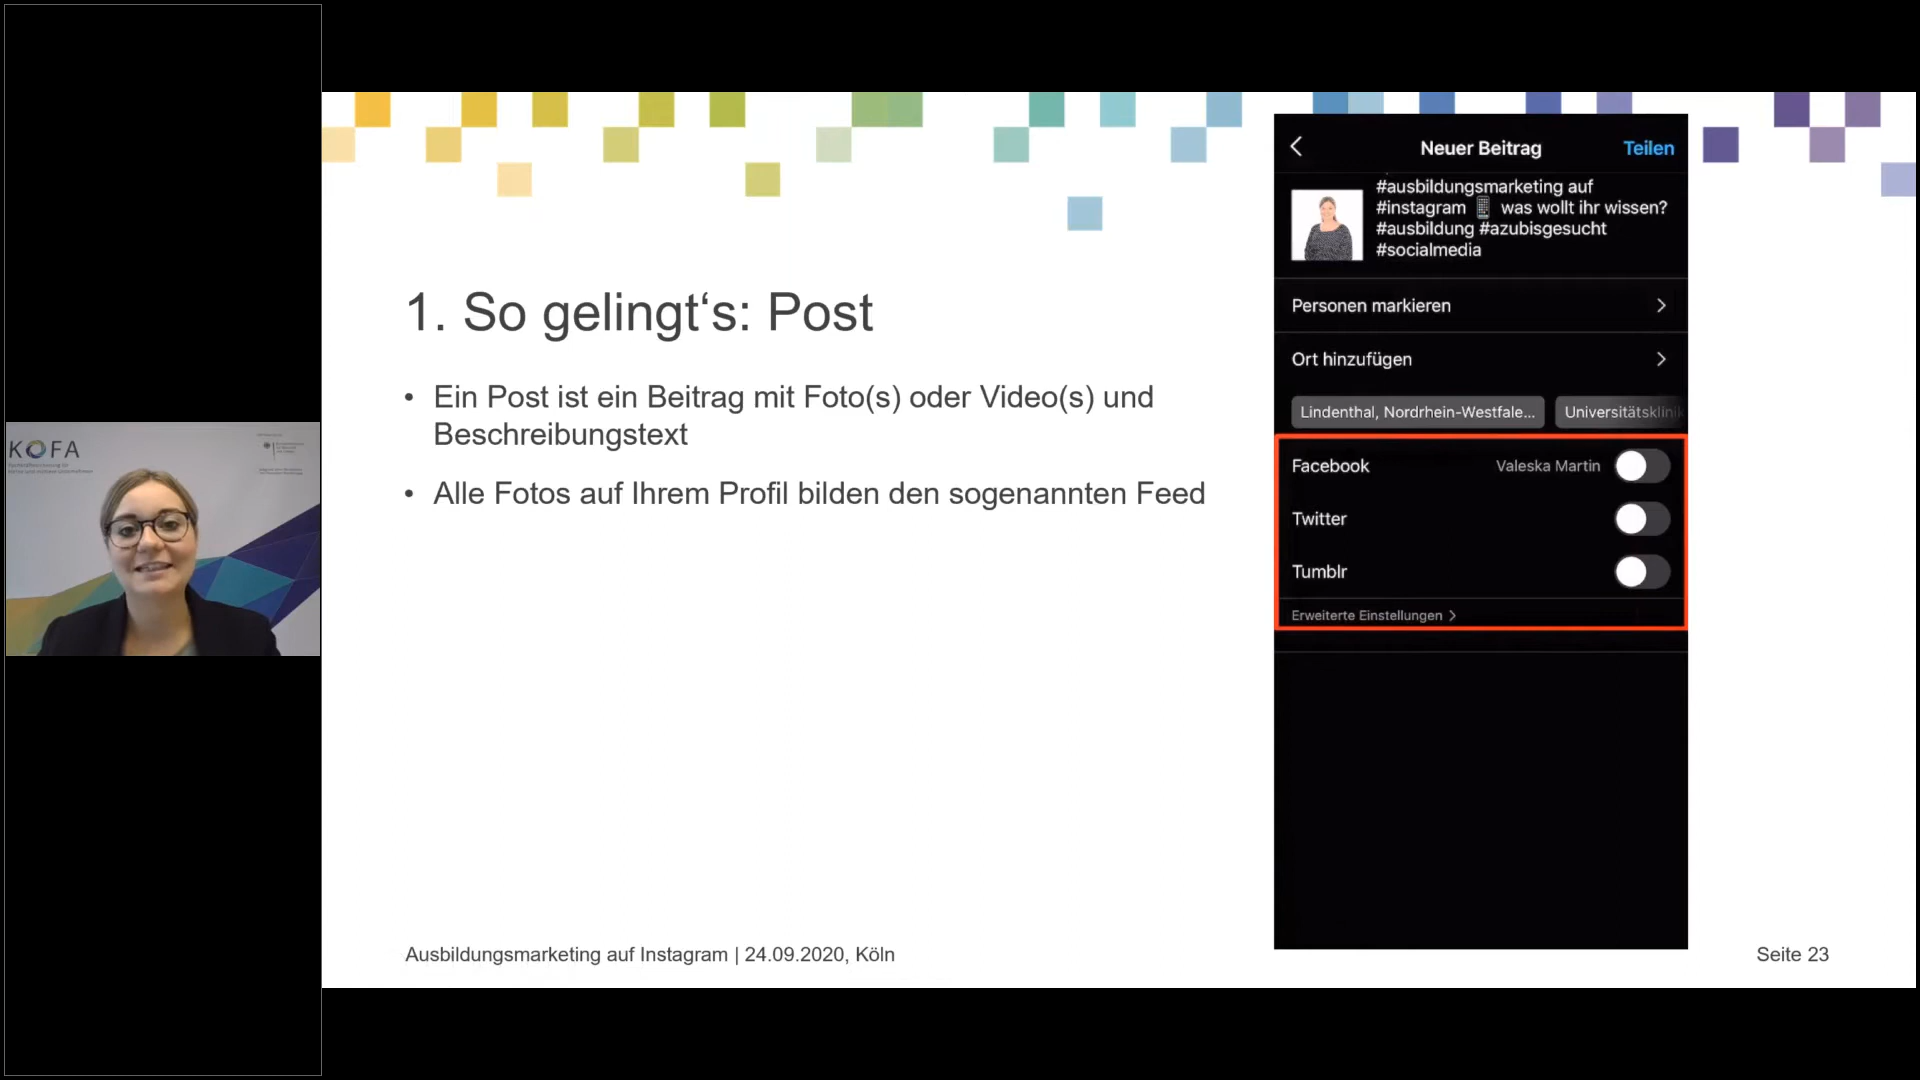 KOFA
1. So gelingt‘s: Post
• Ein Post ist ein Beitrag mit Foto(s) oder Video(s) und
Beschreibungstext
• Alle Fotos auf Ihrem Profil bilden den sogenannten Feed
Neuer Beitrag
Teilen
#ausbildungsmarketing auf
#instagram 📱 was wollt ihr wissen?
#ausbildung #azubisgesucht
#socialmedia
Personen markieren
Ort hinzufügen
Lindenthal, Nordrhein-Westfale...
Universitätsklinik
Facebook
Valeska Martin
Twitter
Tumblr
Erweiterte Einstellungen
Ausbildungsmarketing auf Instagram | 24.09.2020, Köln
Seite 23